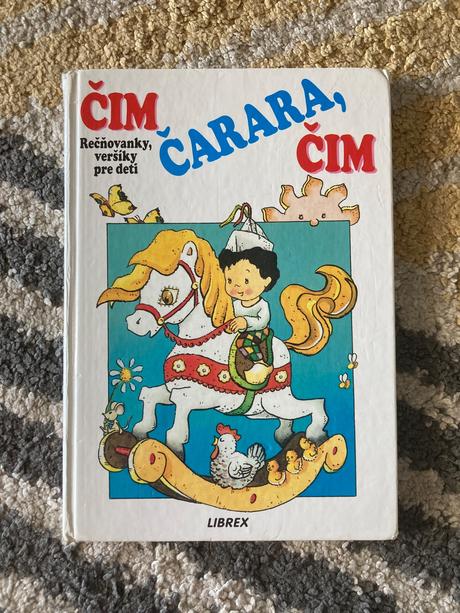 ČIM
ČARARA,
ČIM
Rečňovanky,
veršíky
pre deti
LIBREX